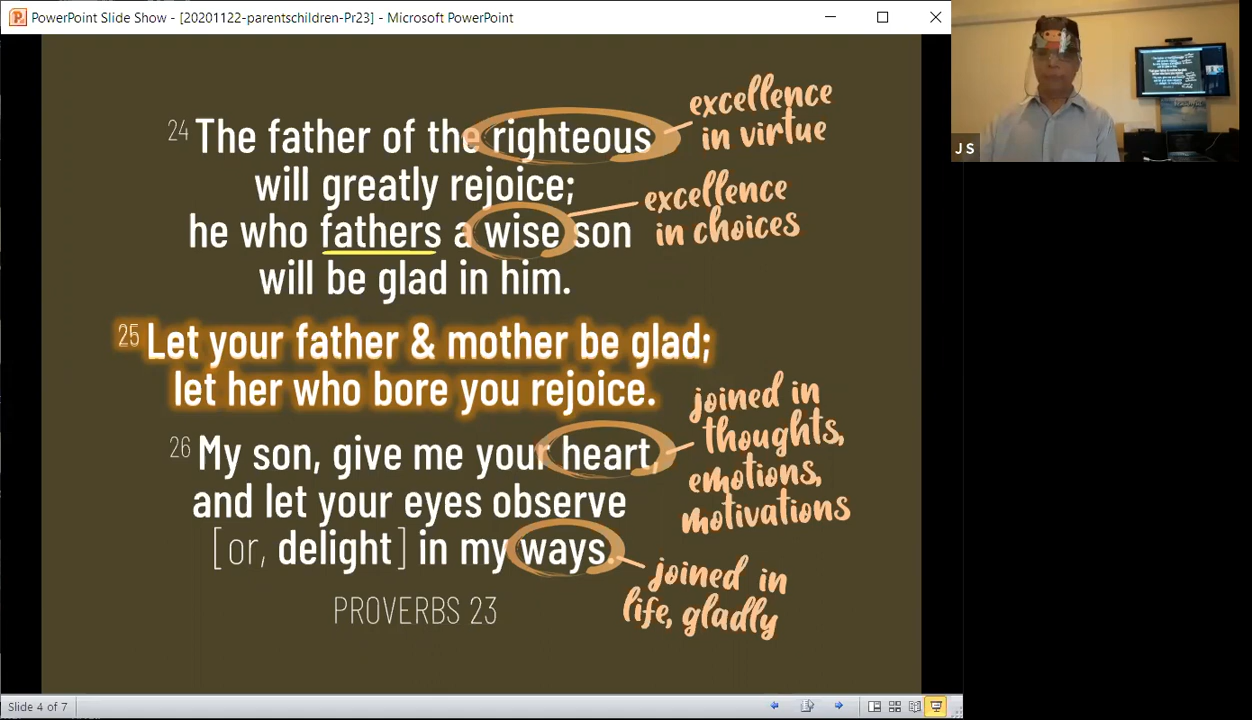 PowerPoint Slide Show - [20201122-parentschildren-Pr23] - Microsoft PowerPoint
24 The father of the righteous
will greatly rejoice;
he who fathers a wise son
will be glad in him.
excellence
in virtue
excellence
in choices
25 Let your father & mother be glad;
let her who bore you rejoice.
26 My son, give me your heart,
and let your eyes observe
[or, delight] in my ways.
joined in
thoughts,
emotions,
motivations
joined in
life, gladly
PROVERBS 23
Slide 4 of 7
J S